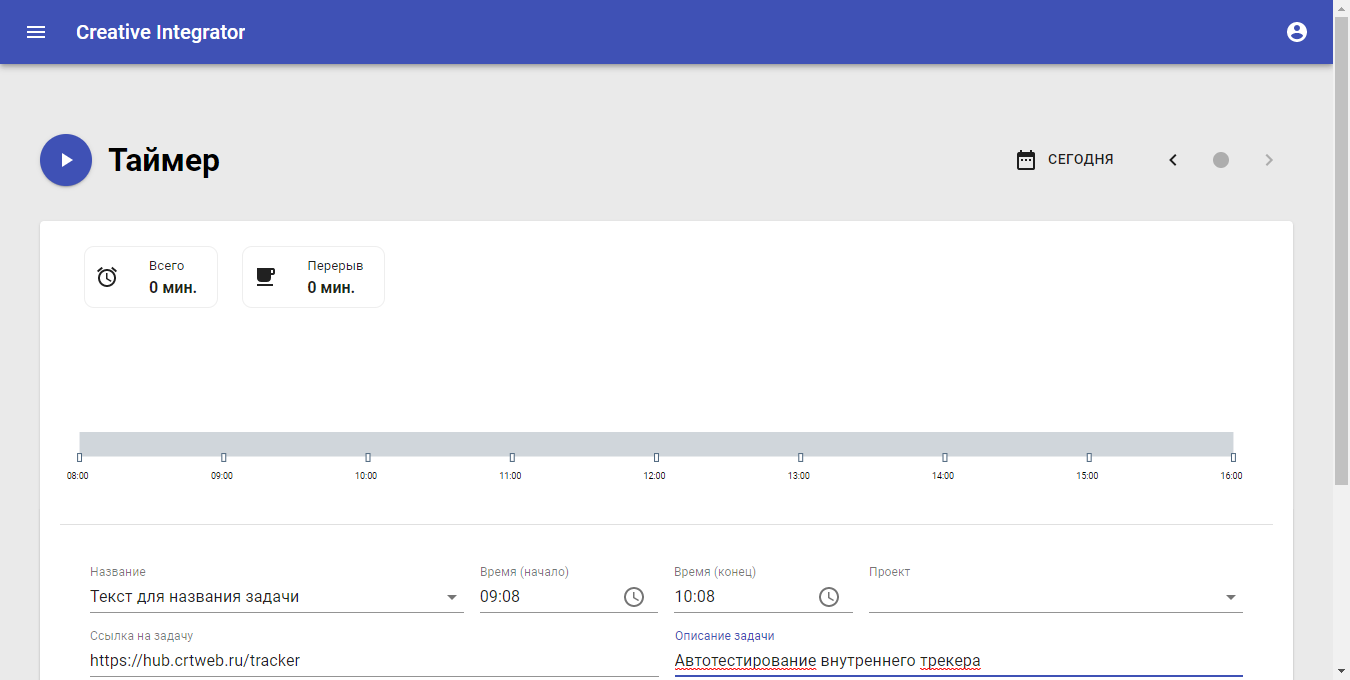 Creative Integrator
Таймер
СЕГОДНЯ
Всего
0 мин.
Перерыв
0 мин.
08:00 09:00 10:00 11:00 12:00 13:00 14:00 15:00 16:00
Название Время (начало) Время (конец) Проект
Текст для названия задачи 09:08 10:08
Ссылка на задачу Описание задачи
https://hub.crtweb.ru/tracker Автотестирование внутреннего трекера